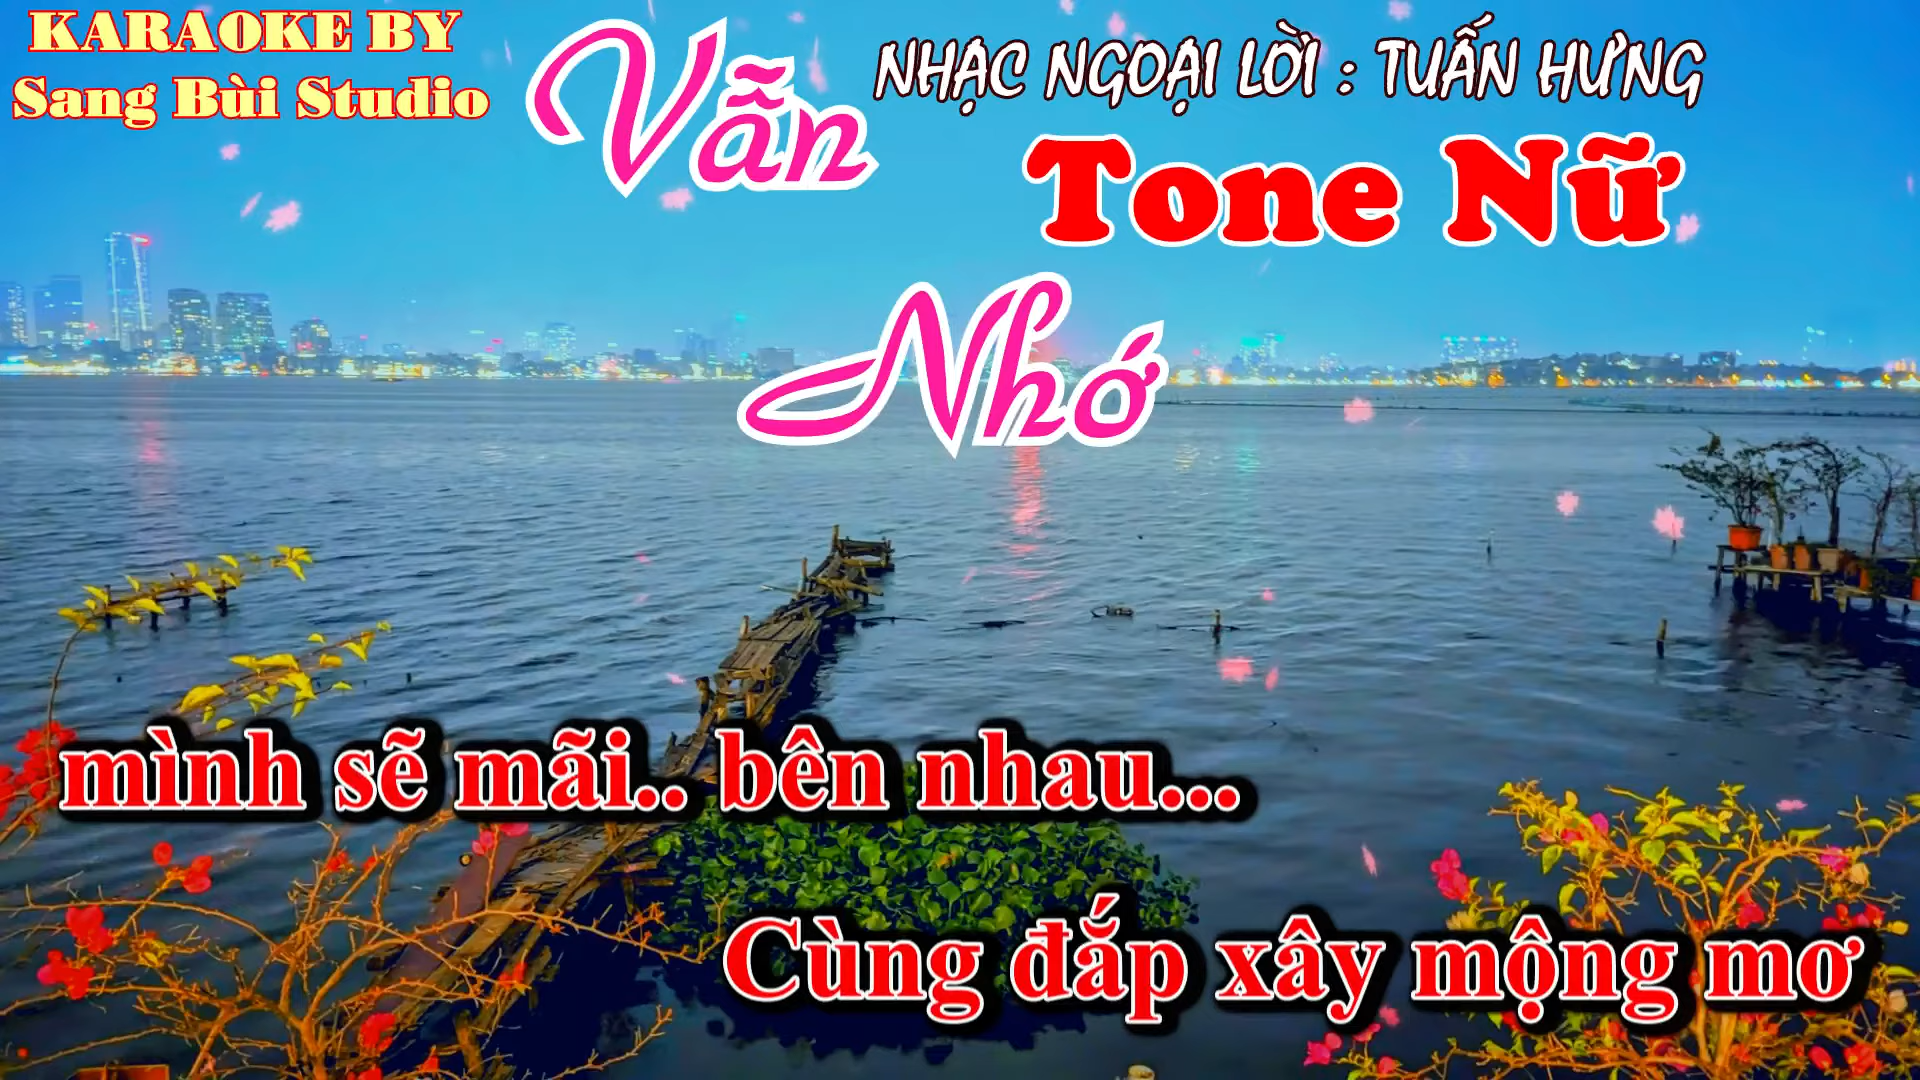 KARAOKE BY
Sang Bùi Studio
Vẫn
Nhớ
NHẠC NGOẠI LỜI : TUẤN HƯNG
Tone Nữ
mình sẽ mãi.. bên nhau...
Cùng đắp xây mộng mơ